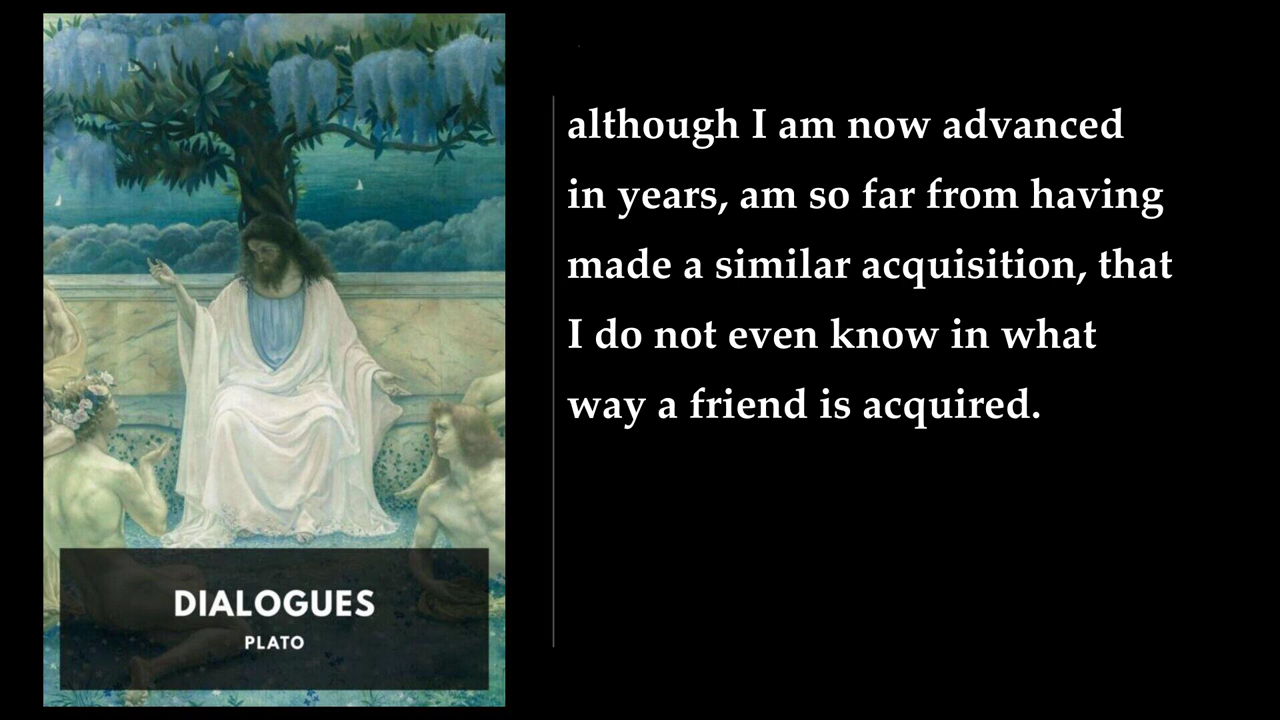 although I am now advanced
in years, am so far from having
made a similar acquisition, that
I do not even know in what
way a friend is acquired.
DIALOGUES
PLATO